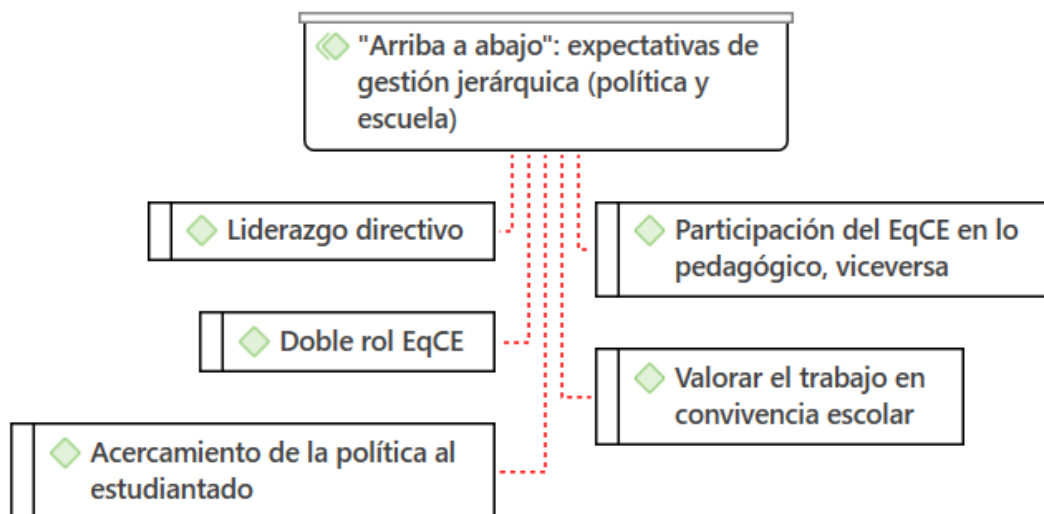 "Arriba a abajo": expectativas de
gestión jerárquica (política y
escuela)
Liderazgo directivo
Participación del EqCE en lo
pedagógico, viceversa
Doble rol EqCE
Valorar el trabajo en
convivencia escolar
Acercamiento de la política al
estudiantado